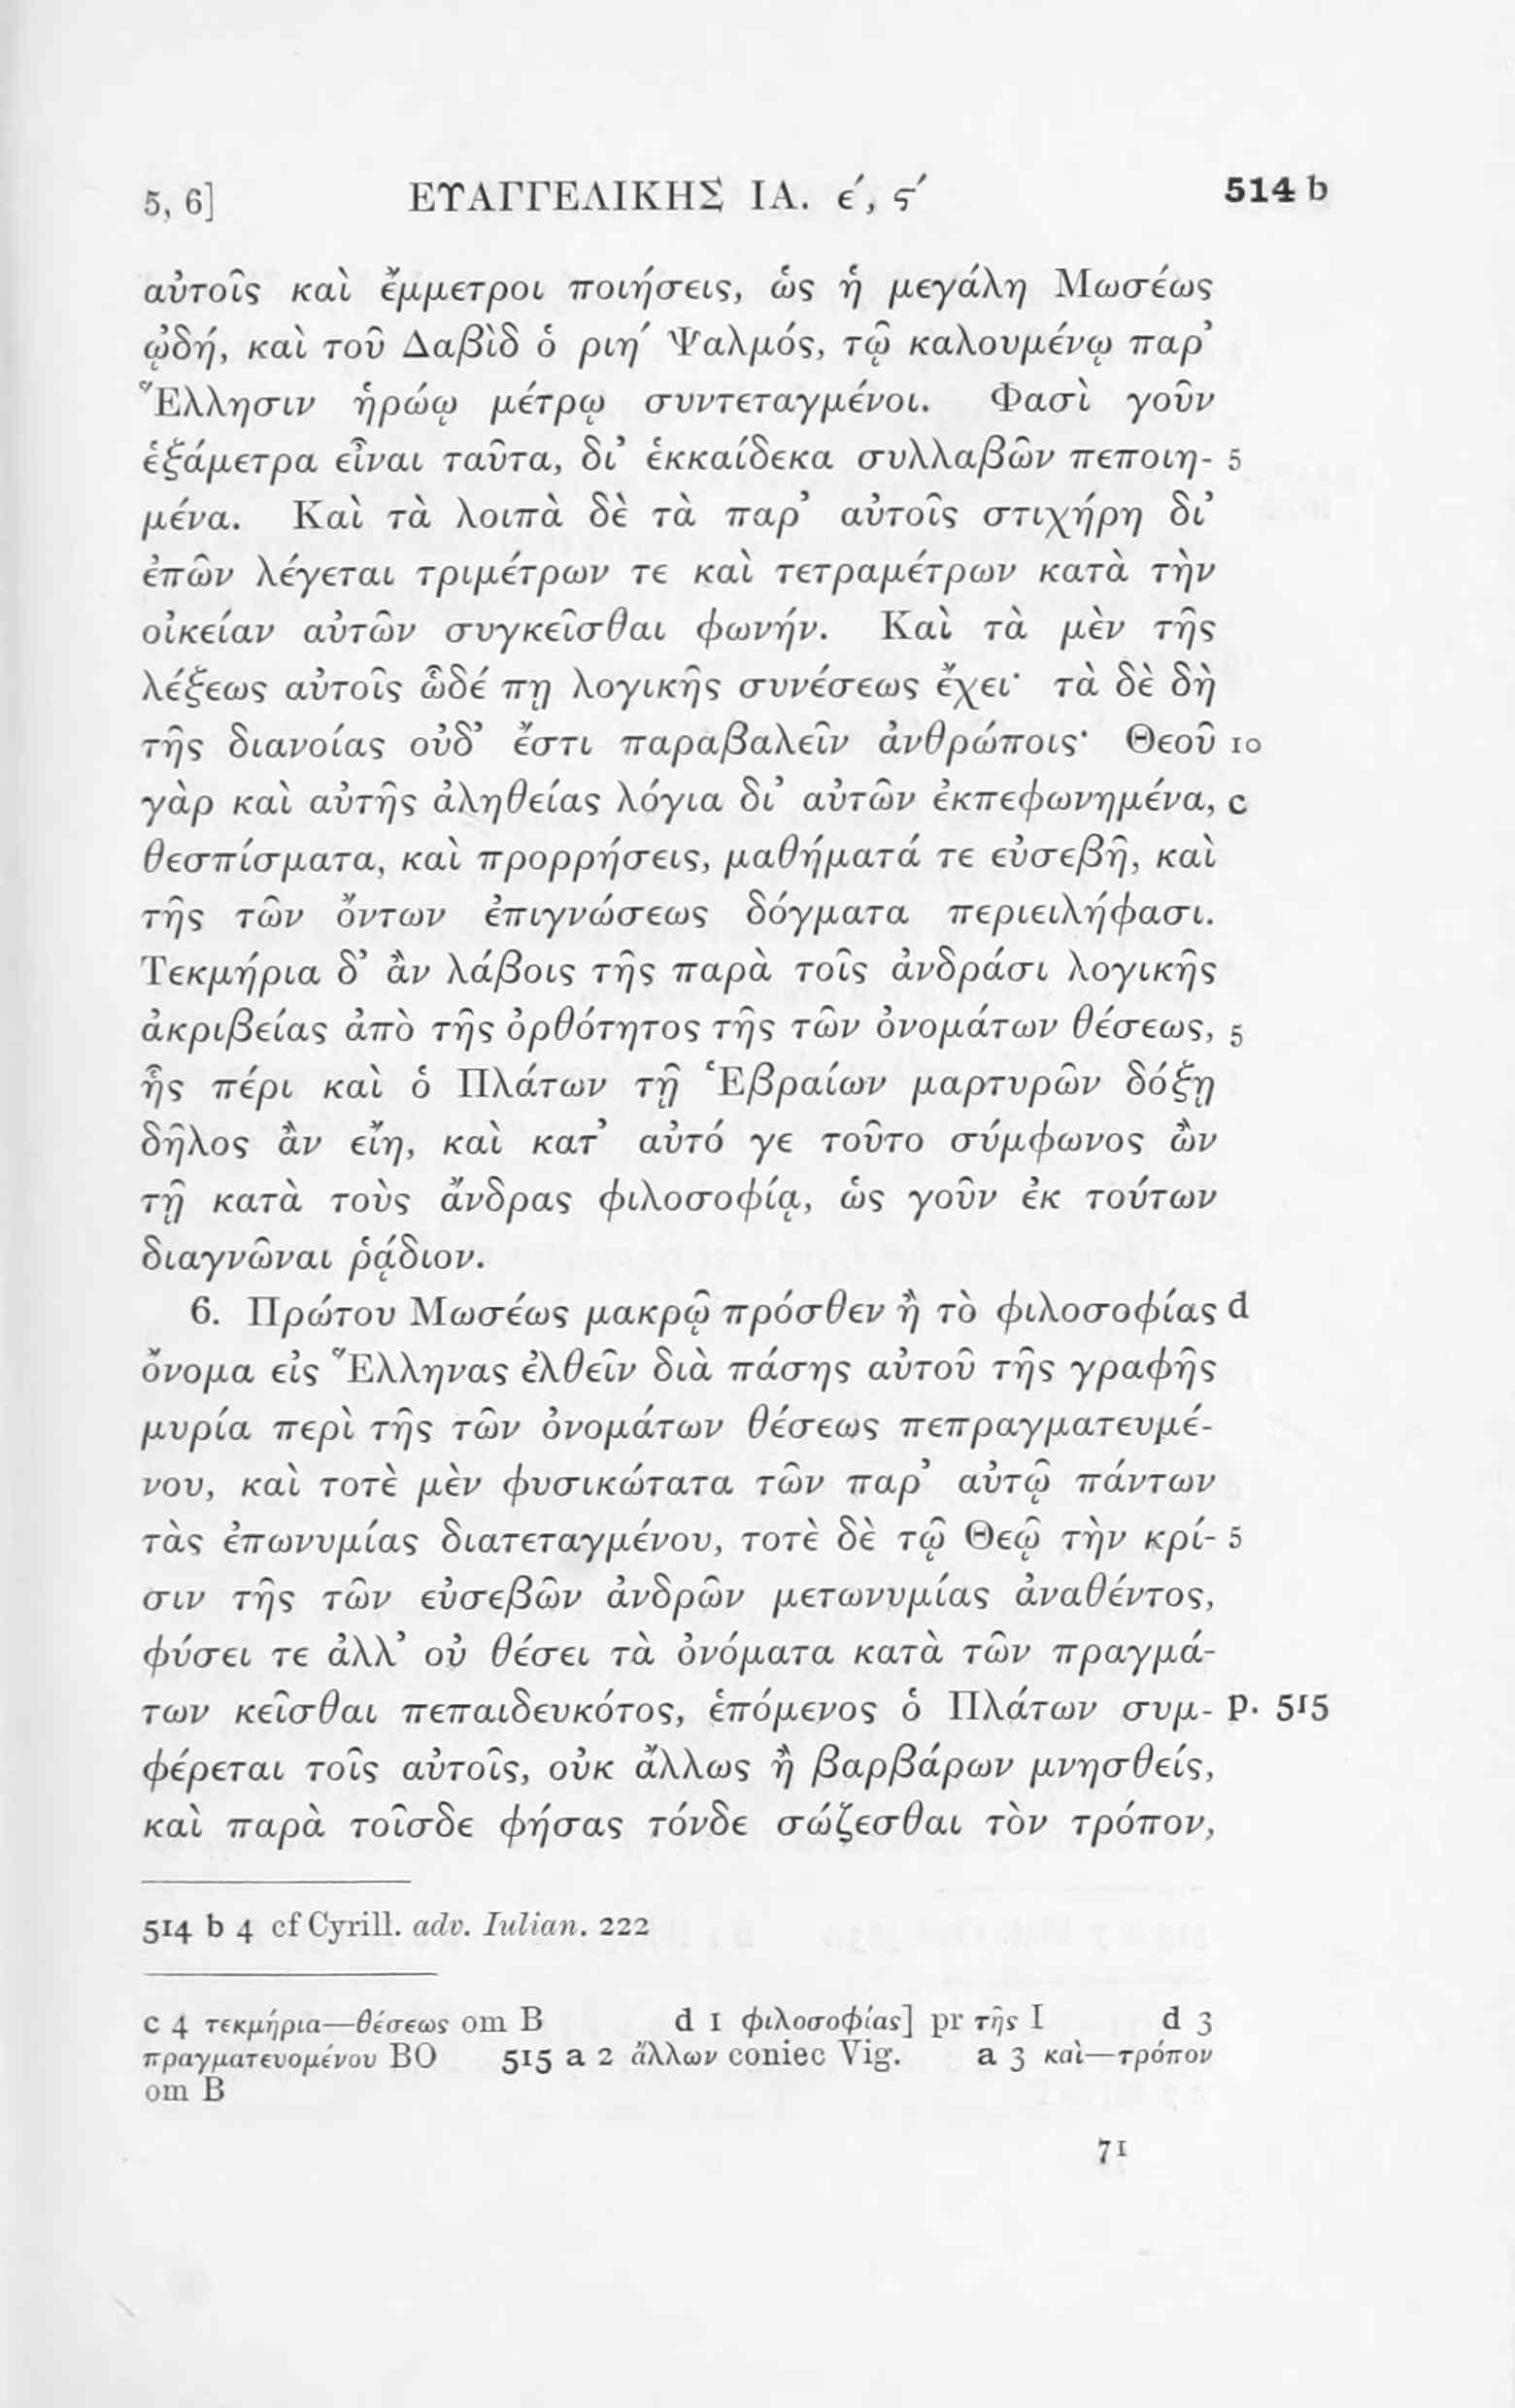 5, 6] ΕΥΑΓΓΕΛΙΚΗΣ ΙΑ. ε´, ϛ´ 514 b
αὐτοῖς καὶ ἔμμετροι ποιήσεις, ὡς ἡ μεγάλη Μωσέως
ᾠδή, καὶ τοῦ Δαβὶδ ὁ ριη´ Ψαλμός, τῷ καλουμένῳ παρ᾽
Ἕλλησιν ἡρώῳ μέτρῳ συντεταγμένοι. Φασὶ γοῦν
ἑξάμετρα εἶναι ταῦτα, δι᾽ ἑκκαίδεκα συλλαβῶν πεποιη- 5
μένα. Καὶ τὰ λοιπὰ δὲ τὰ παρ᾽ αὐτοῖς στιχήρη δι᾽
ἐπῶν λέγεται τριμέτρων τε καὶ τετραμέτρων κατὰ τὴν
οἰκείαν αὐτῶν συγκεῖσθαι φωνήν. Καὶ τὰ μὲν τῆς
λέξεως αὐτοῖς ὧδέ πῃ λογικῆς συνέσεως ἔχει· τὰ δὲ δὴ
τῆς διανοίας οὐδ᾽ ἔστι παραβαλεῖν ἀνθρώποις· Θεοῦ 10
γὰρ καὶ αὐτῆς ἀληθείας λόγια δι᾽ αὐτῶν ἐκπεφωνημένα, c
θεσπίσματα, καὶ προρρήσεις, μαθήματά τε εὐσεβῆ, καὶ
τῆς τῶν ὄντων ἐπιγνώσεως δόγματα περιειλήφασι.
Τεκμήρια δ᾽ ἂν λάβοις τῆς παρὰ τοῖς ἀνδράσι λογικῆς
ἀκριβείας ἀπὸ τῆς ὀρθότητος τῆς τῶν ὀνομάτων θέσεως, 5
ἧς πέρι καὶ ὁ Πλάτων τῇ Ἑβραίων μαρτυρῶν δόξῃ
δῆλος ἂν εἴη, καὶ κατ᾽ αὐτό γε τοῦτο σύμφωνος ὢν
τῇ κατὰ τοὺς ἄνδρας φιλοσοφίᾳ, ὡς γοῦν ἐκ τούτων
διαγνῶναι ῥᾴδιον.
6. Πρώτου Μωσέως μακρῷ πρόσθεν ἢ τὸ φιλοσοφίας d
ὄνομα εἰς Ἕλληνας ἐλθεῖν διὰ πάσης αὐτοῦ τῆς γραφῆς
μυρία περὶ τῆς τῶν ὀνομάτων θέσεως πεπραγματευμέ-
νου, καὶ τοτὲ μὲν φυσικώτατα τῶν παρ᾽ αὐτῷ πάντων
τὰς ἐπωνυμίας διατεταγμένου, τοτὲ δὲ τῷ Θεῷ τὴν κρί- 5
σιν τῆς τῶν εὐσεβῶν ἀνδρῶν μετωνυμίας ἀναθέντος,
φύσει τε ἀλλ᾽ οὐ θέσει τὰ ὀνόματα κατὰ τῶν πραγμά-
των κεῖσθαι πεπαιδευκότος, ἑπόμενος ὁ Πλάτων συμ- p. 515
φέρεται τοῖς αὐτοῖς, οὐκ ἄλλως ἢ βαρβάρων μνησθείς,
καὶ παρὰ τοῖσδε φήσας τόνδε σώζεσθαι τὸν τρόπον,
514 b 4 cf Cyrill. adv. Iulian. 222
c 4 τεκμήρια—θέσεως om B d 1 φιλοσοφίας] pr τῆς I d 3
πραγματευομένου BO 515 a 2 ἄλλων coniec Vig. a 3 καὶ—τρόπον
om B
71